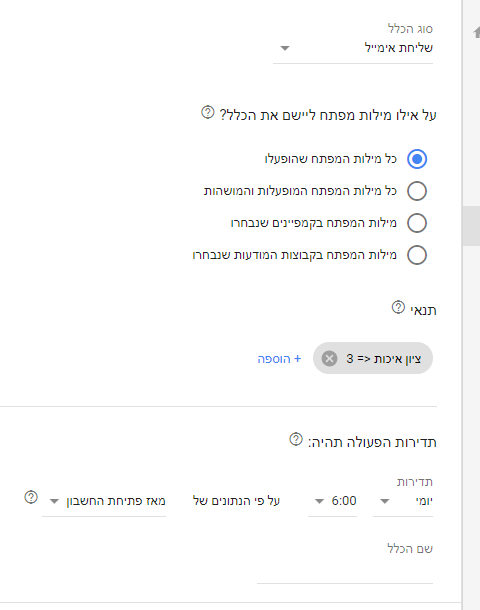 סוג הכלל
שליחת אימייל
על אילו מילות מפתח ליישם את הכלל?
כל מילות המפתח שהופעלו
כל מילות המפתח המופעלות והמושהות
מילות המפתח בקמפיינים שנבחרו
מילות המפתח בקבוצות המודעות שנבחרו
תנאי
ציון איכות <= 3
+ הוספה
תדירות הפעולה תהיה:
תדירות
יומי 6:00 על פי הנתונים של מאז פתיחת החשבון
שם הכלל